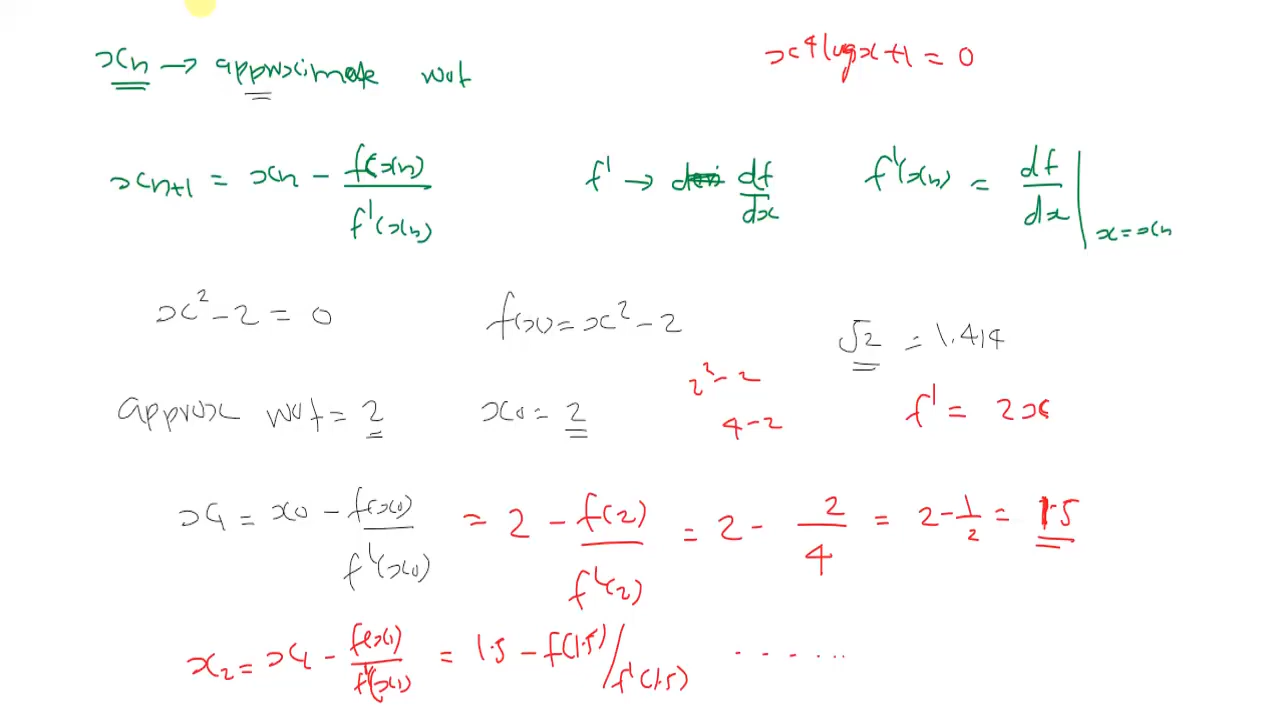 xn → approximate root
x⁴logx+1 = 0
xn+1 = xn - f(xn)/f'(xn)
f' → df/dx
f'(xn) = df/dx | x=xn
x² - 2 = 0
f(x) = x² - 2
√2 = 1.414
2² - 2
4 - 2
approx root = 2
x0 = 2
f' = 2x
x1 = x0 - f(x0)/f'(x0) = 2 - f(2)/f'(2) = 2 - 2/4 = 2 - 1/2 = 1.5
x2 = x1 - f(x1)/f'(x1) = 1.5 - f(1.5)/f'(1.5) . . . . . .